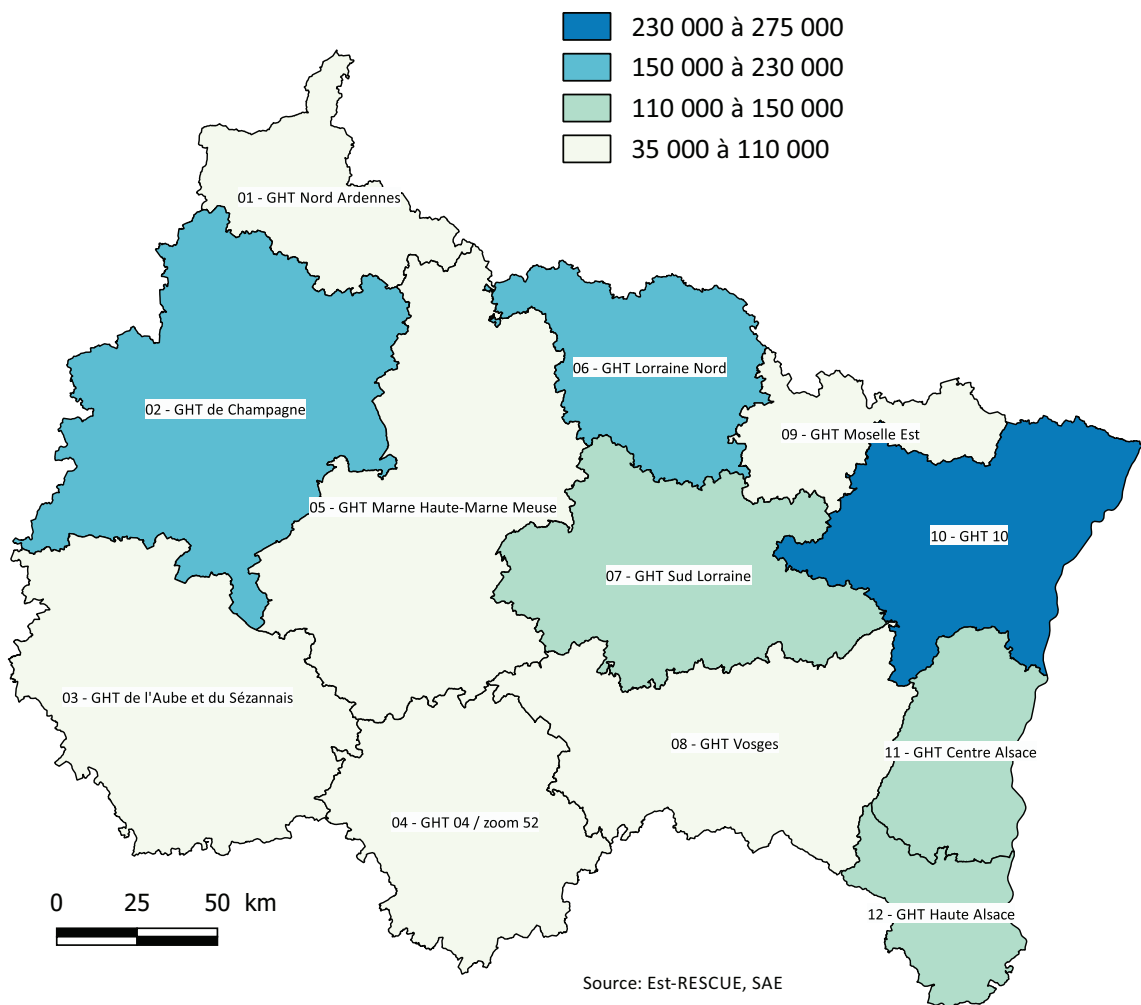 230 000 à 275 000
150 000 à 230 000
110 000 à 150 000
35 000 à 110 000
01 - GHT Nord Ardennes
06 - GHT Lorraine Nord
02 - GHT de Champagne
09 - GHT Moselle Est
05 - GHT Marne Haute-Marne Meuse
10 - GHT 10
07 - GHT Sud Lorraine
03 - GHT de l'Aube et du Sézannais
08 - GHT Vosges
11 - GHT Centre Alsace
04 - GHT 04 / zoom 52
0 25 50 km
12 - GHT Haute Alsace
Source: Est-RESCUE, SAE